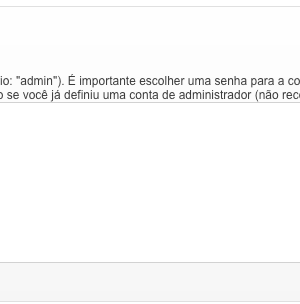 io: "admin"). É importante escolher uma senha para a co
o se você já definiu uma conta de administrador (não rec